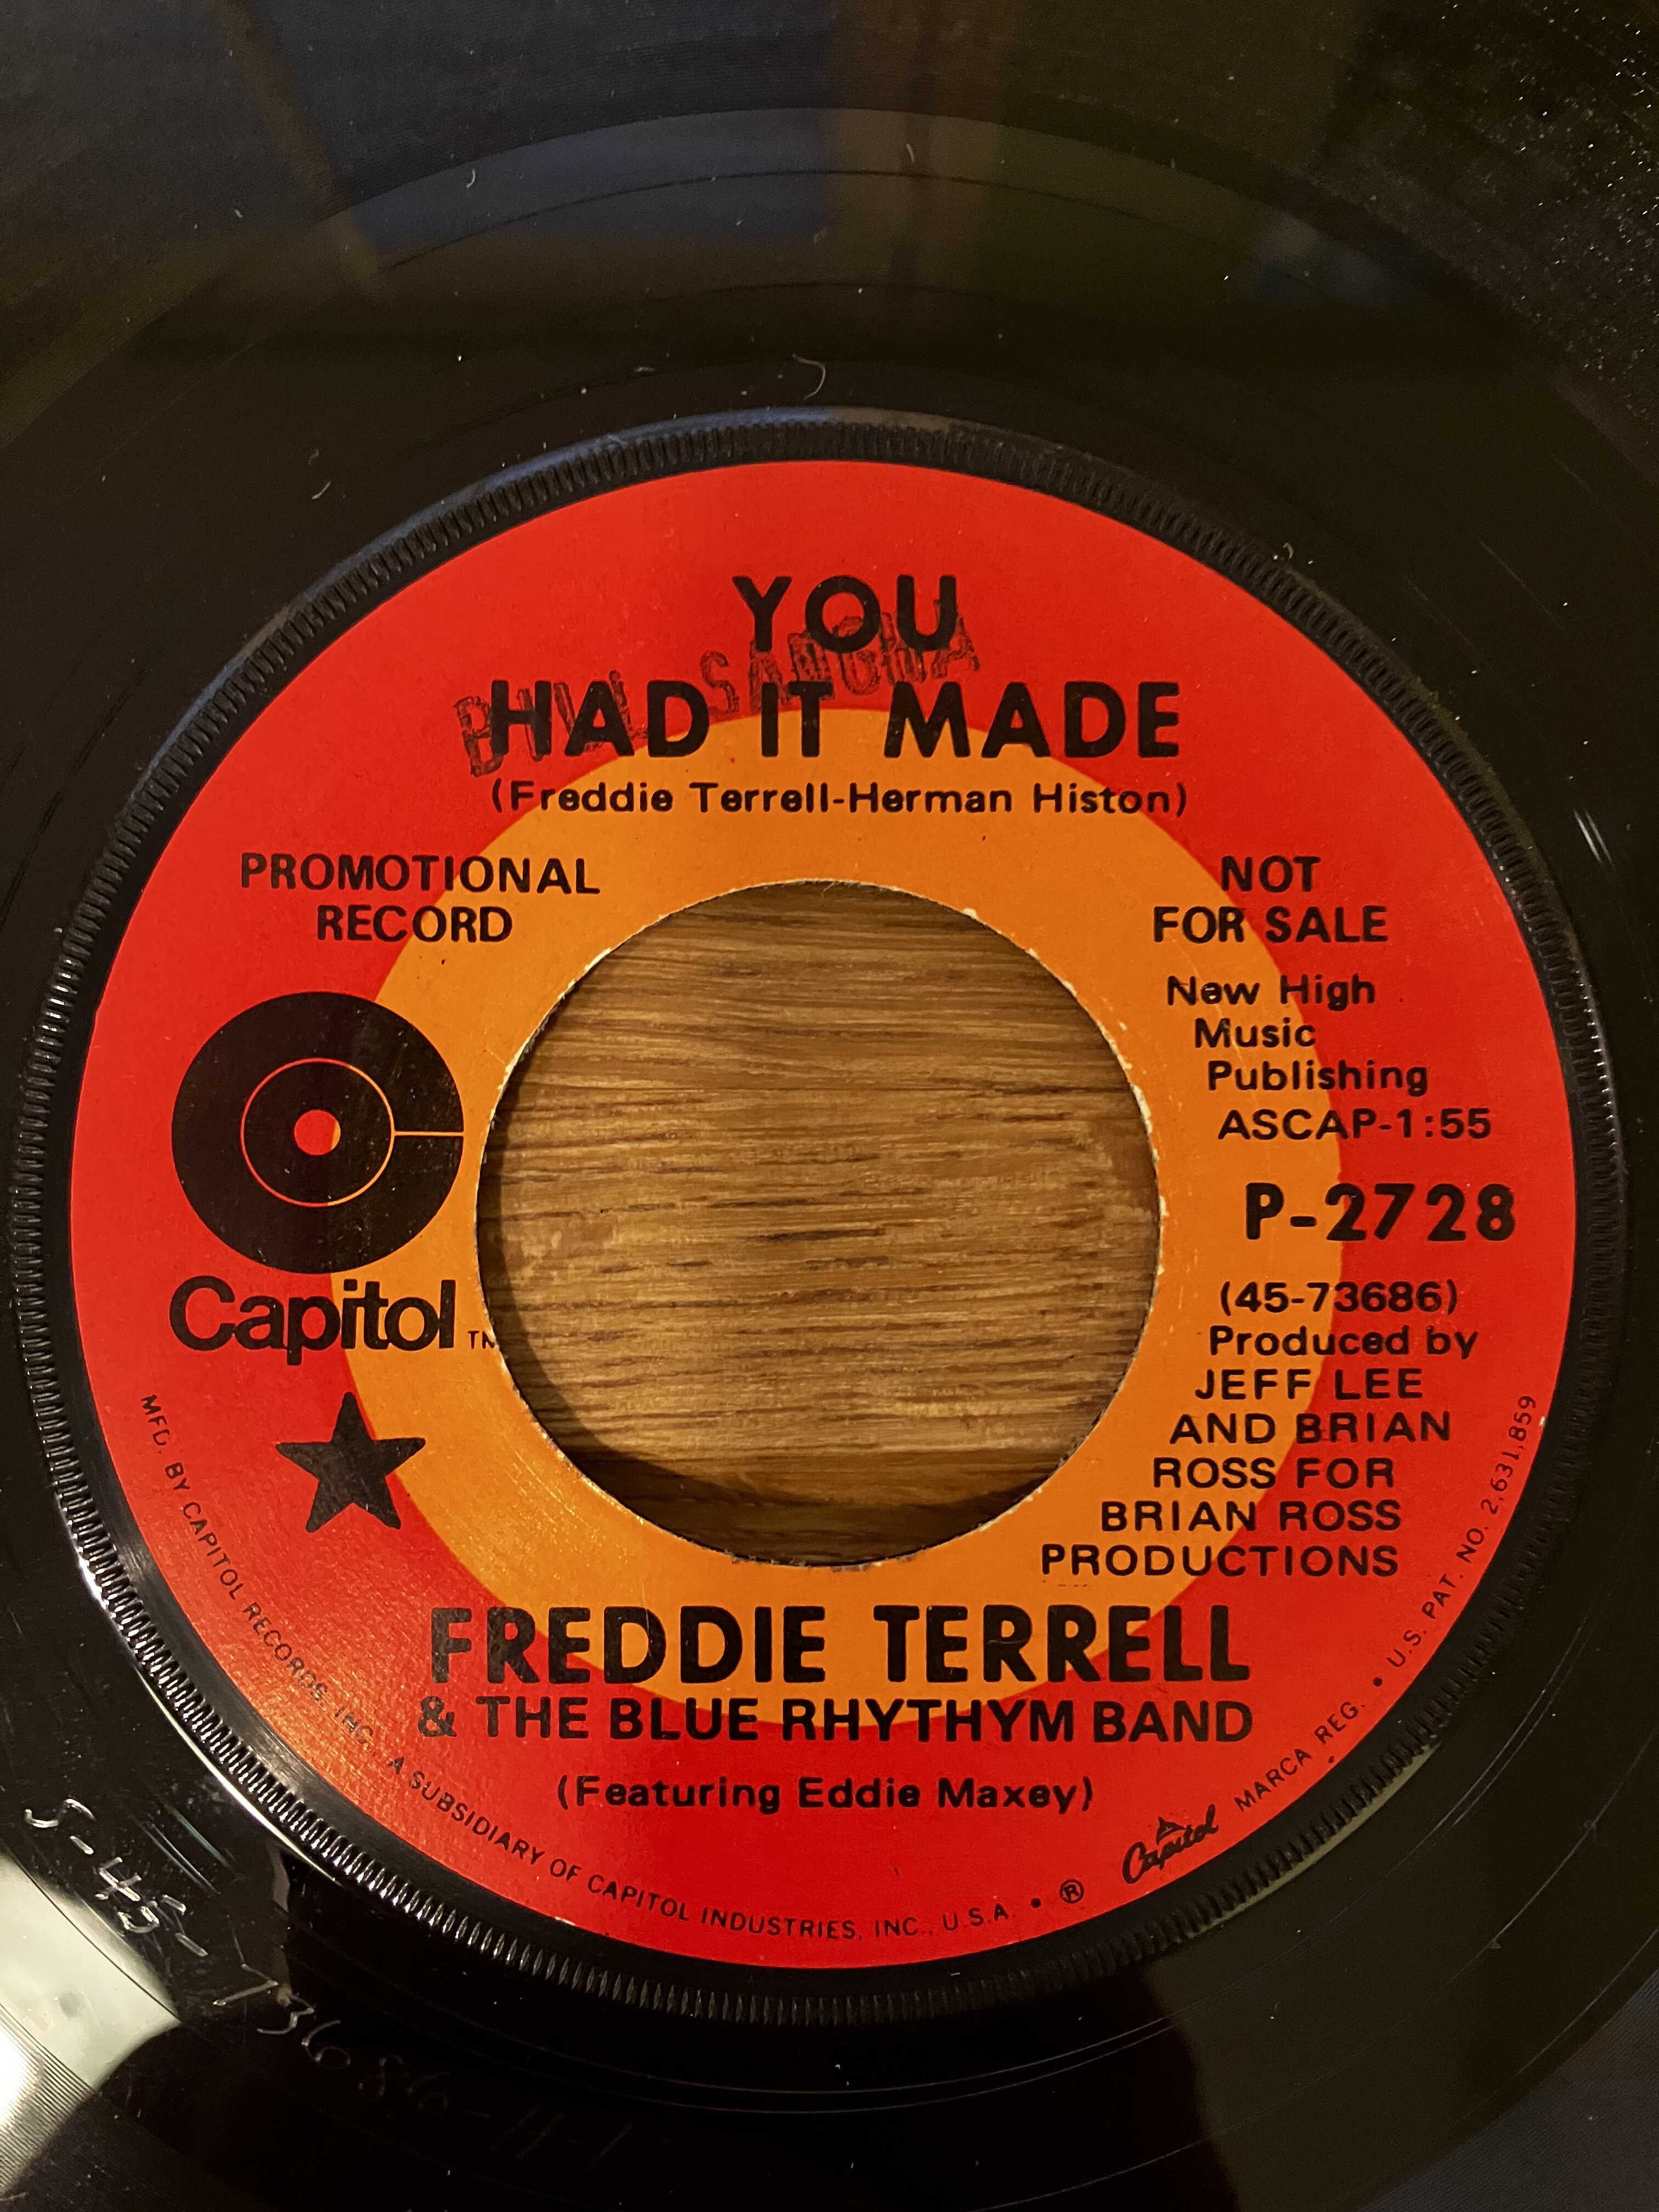 YOU
HAD IT MADE
(Freddie Terrell-Herman Histon)
PROMOTIONAL
RECORD
NOT
FOR SALE
New High
Music
Publishing
ASCAP-1:55
P-2728
(45-73686)
Produced by
JEFF LEE
AND BRIAN
ROSS FOR
BRIAN ROSS
PRODUCTIONS
Capitol TM
FREDDIE TERRELL
& THE BLUE RHYTHYM BAND
(Featuring Eddie Maxey)
MFD. BY CAPITOL RECORDS, INC., A SUBSIDIARY OF CAPITOL INDUSTRIES, INC., U.S.A. • ® Capitol MARCA REG. • U.S. PAT. NO. 2,631,859
S-45-73686-